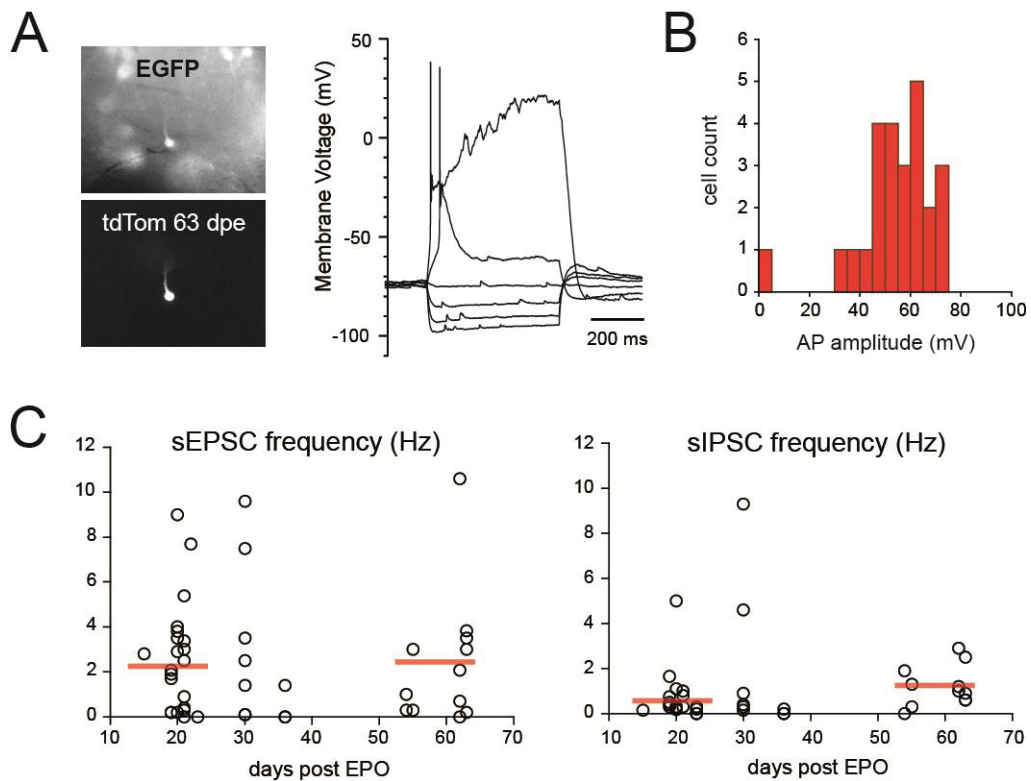 A
EGFP
tdTom 63 dpe
Membrane Voltage (mV)
50
0
-50
-100
200 ms
B
cell count
6
5
4
3
2
1
0
0 20 40 60 80 100
AP amplitude (mV)
C
sEPSC frequency (Hz)
12
10
8
6
4
2
0
10 20 30 40 50 60 70
days post EPO
sIPSC frequency (Hz)
12
10
8
6
4
2
0
10 20 30 40 50 60 70
days post EPO